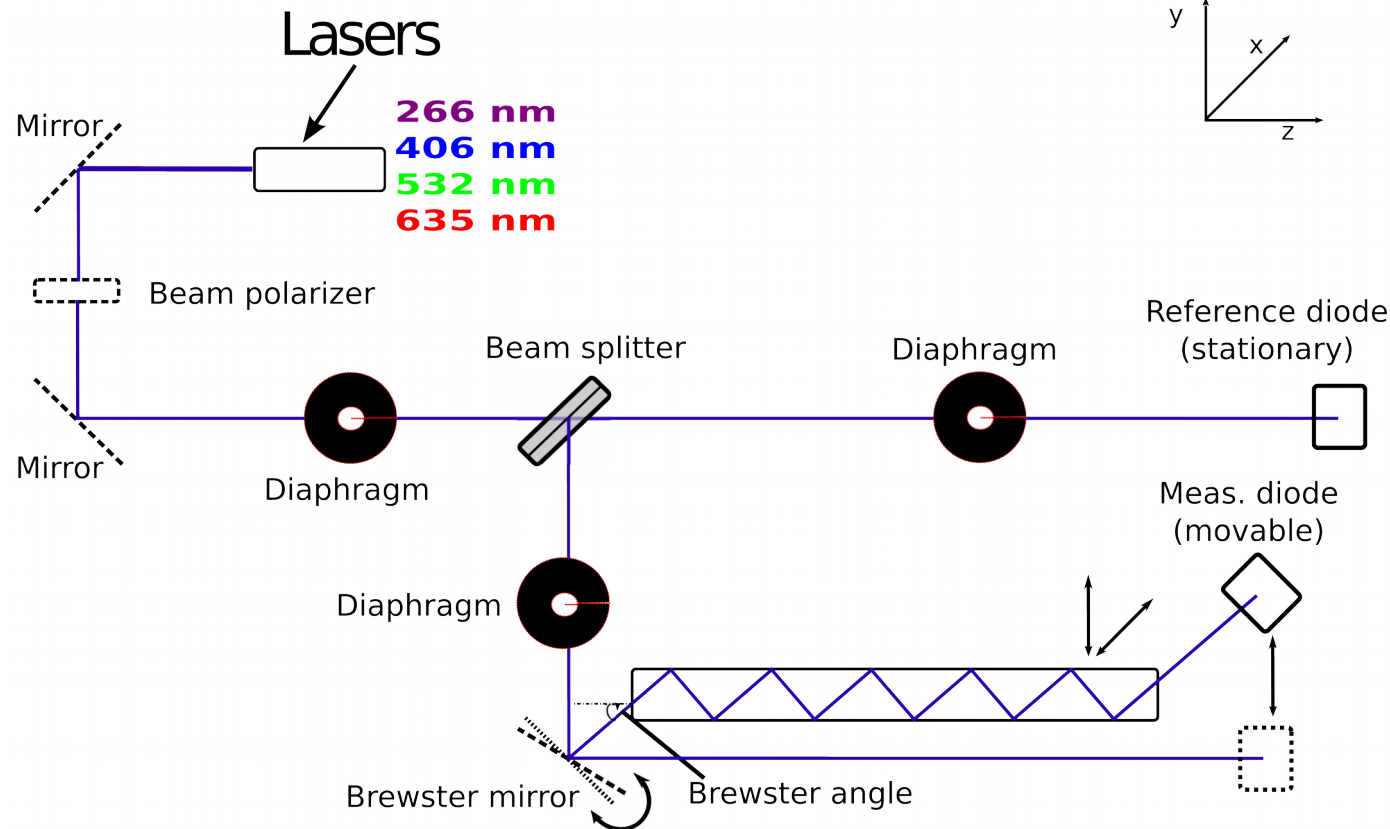 Lasers
y
x
z
266 nm
406 nm
532 nm
635 nm
Mirror
Beam polarizer
Reference diode
(stationary)
Beam splitter
Diaphragm
Mirror
Diaphragm
Meas. diode
(movable)
Diaphragm
Brewster mirror
Brewster angle